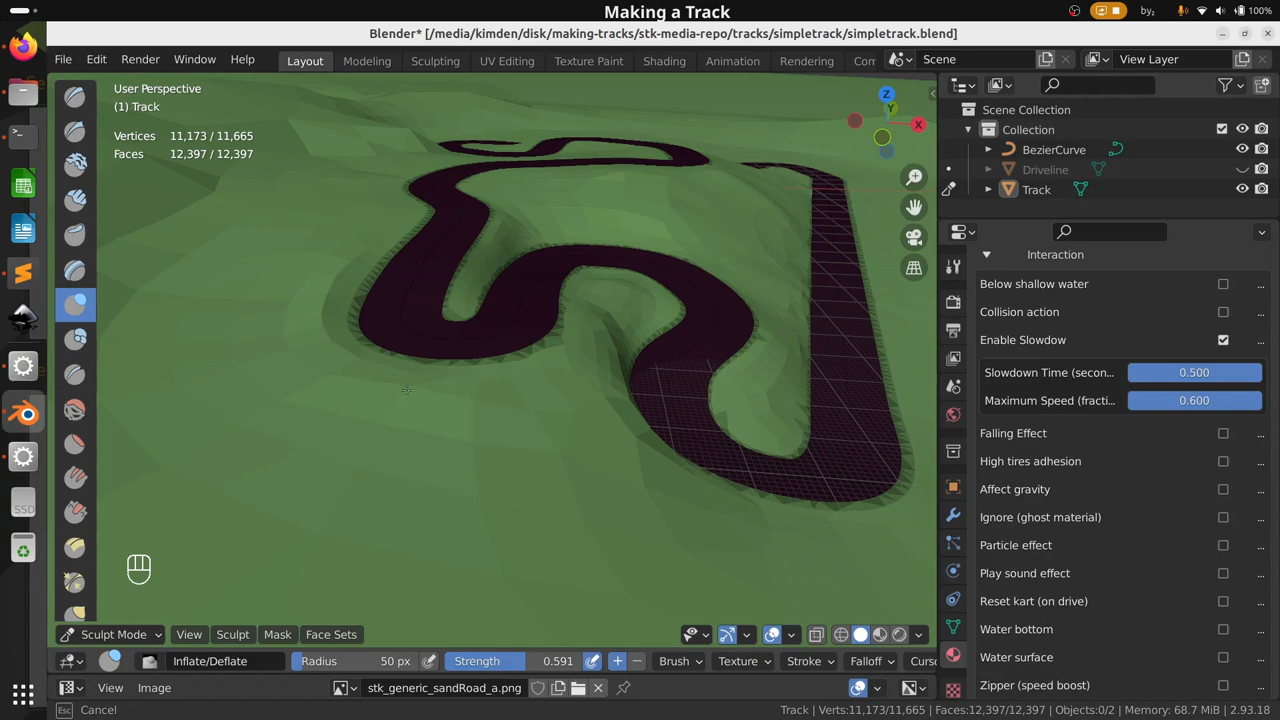 Making a Track
by₂
100%
Blender* [/media/kimden/disk/making-tracks/stk-media-repo/tracks/simpletrack/simpletrack.blend]
File Edit Render Window Help
Layout Modeling Sculpting UV Editing Texture Paint Shading Animation Rendering Com
Scene
View Layer
User Perspective
(1) Track
Vertices 11,173 / 11,665
Faces 12,397 / 12,397
Z
Y
X
Scene Collection
Collection
BezierCurve
Driveline
Track
Interaction
Below shallow water
Collision action
Enable Slowdow
Slowdown Time (secon... 0.500
Maximum Speed (fracti... 0.600
Falling Effect
High tires adhesion
Affect gravity
Ignore (ghost material)
Particle effect
Play sound effect
Reset kart (on drive)
Water bottom
Water surface
Zipper (speed boost)
SSD
Sculpt Mode View Sculpt Mask Face Sets
Inflate/Deflate Radius 50 px Strength 0.591 Brush Texture Stroke Falloff Curso
View Image stk_generic_sandRoad_a.png
Esc Cancel
Track | Verts:11,173/11,665 | Faces:12,397/12,397 | Objects:0/2 | Memory: 68.7 MiB | 2.93.18